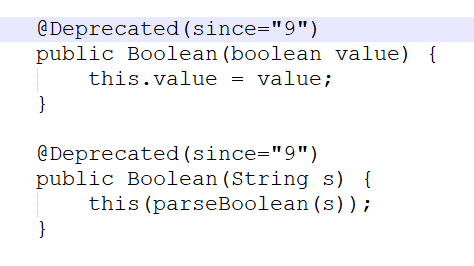 @Deprecated(since="9")
public Boolean(boolean value) {
    this.value = value;
}

@Deprecated(since="9")
public Boolean(String s) {
    this(parseBoolean(s));
}